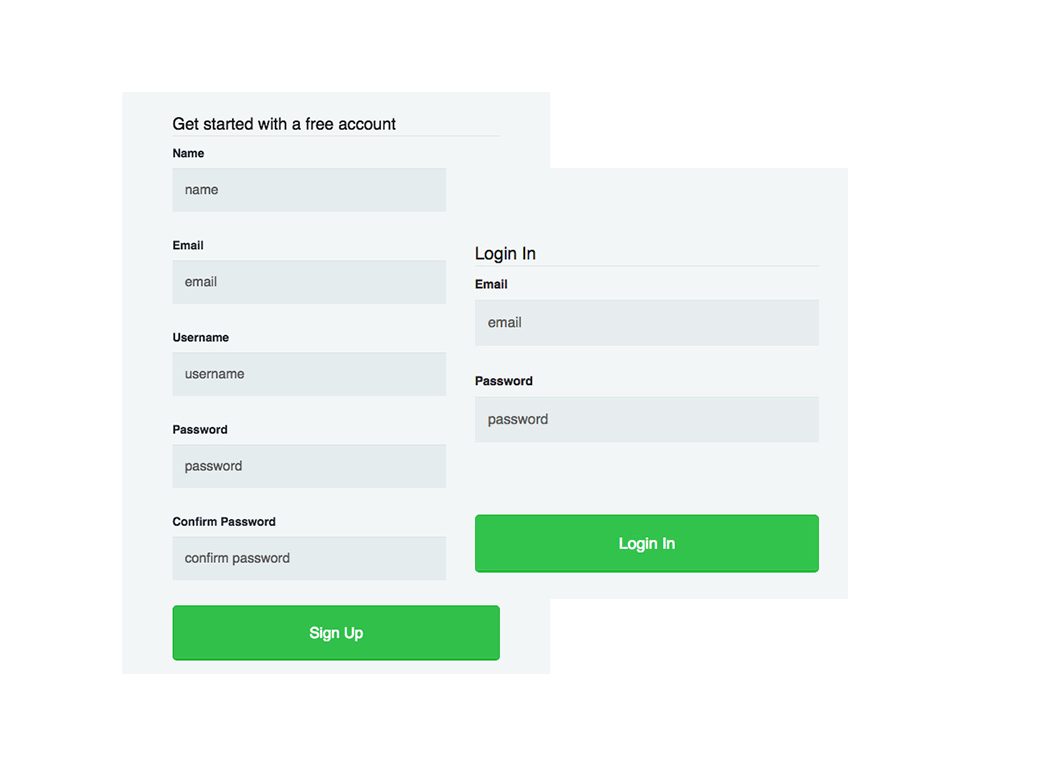 Get started with a free account
Name
name
Email
email
Username
username
Password
password
Confirm Password
confirm password
Sign Up
Login In
Email
email
Password
password
Login In